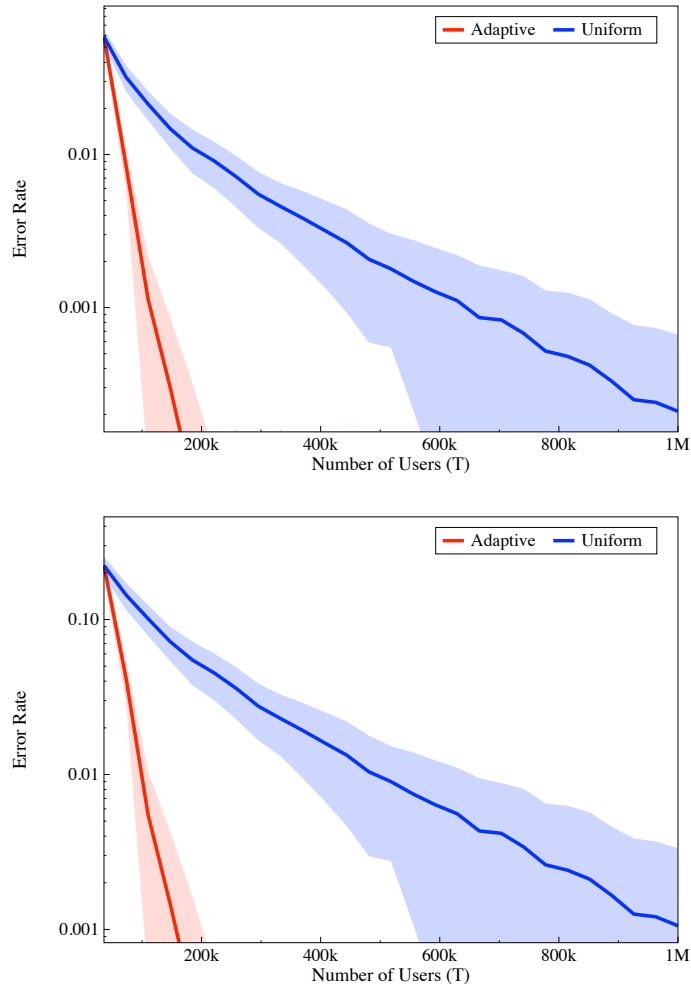 Adaptive Uniform
0.01
Error Rate
0.001
200k 400k 600k 800k 1M
Number of Users (T)
Adaptive Uniform
0.10
Error Rate
0.01
0.001
200k 400k 600k 800k 1M
Number of Users (T)